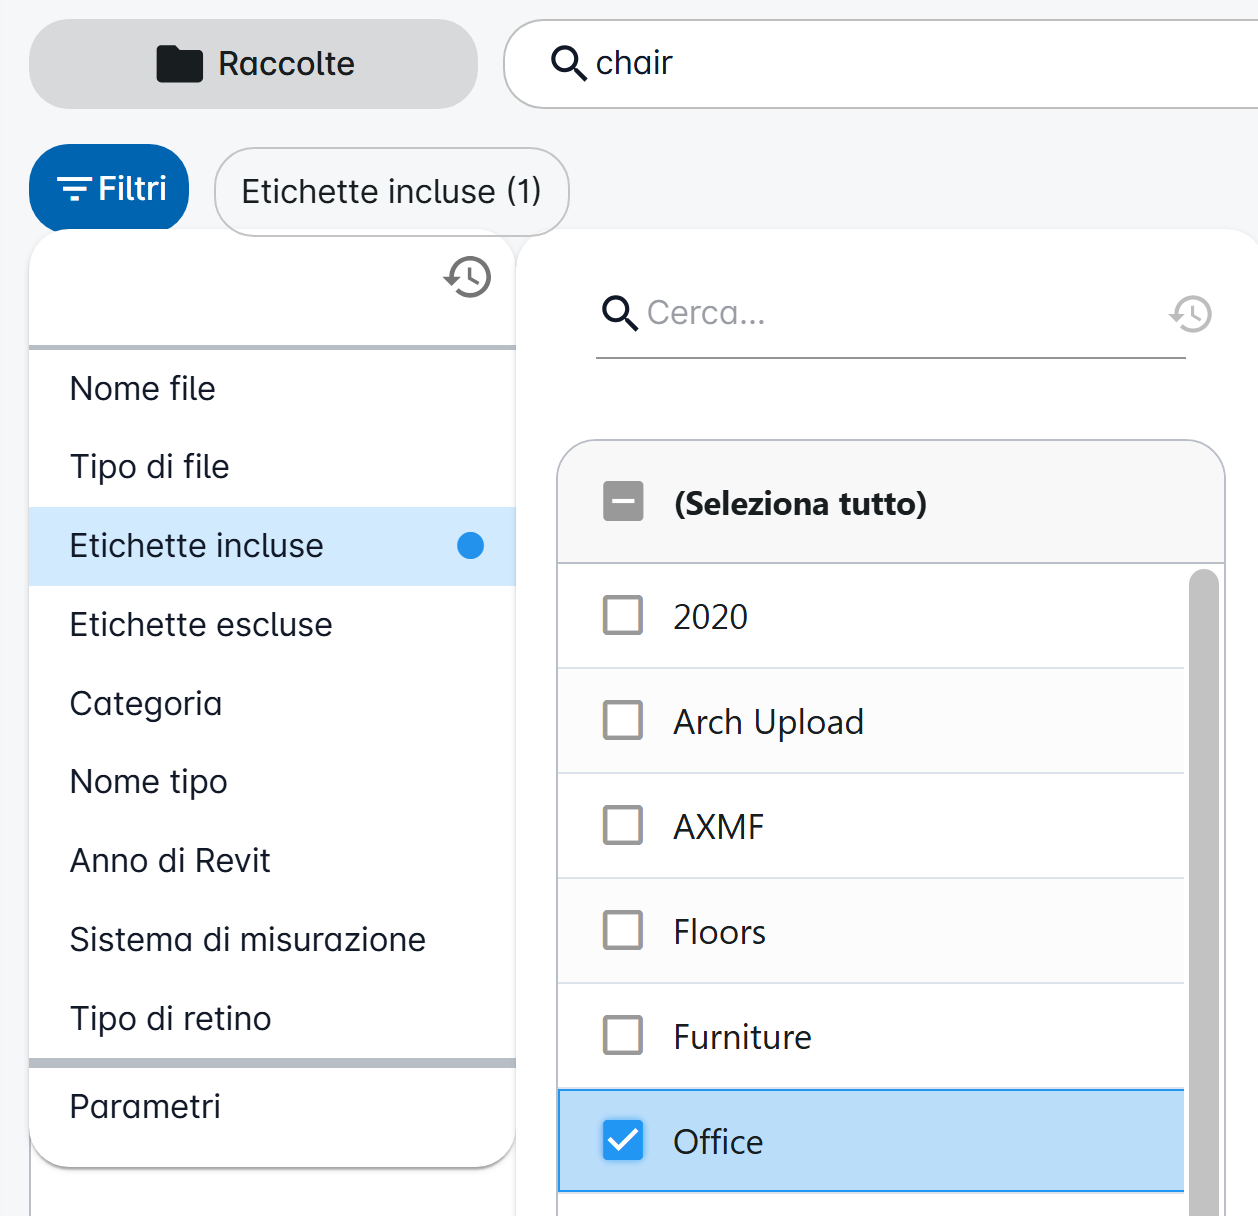 Raccolte
chair
Filtri
Etichette incluse (1)
Cerca...
Nome file
Tipo di file
Etichette incluse
Etichette escluse
Categoria
Nome tipo
Anno di Revit
Sistema di misurazione
Tipo di retino
Parametri
(Seleziona tutto)
2020
Arch Upload
AXMF
Floors
Furniture
Office